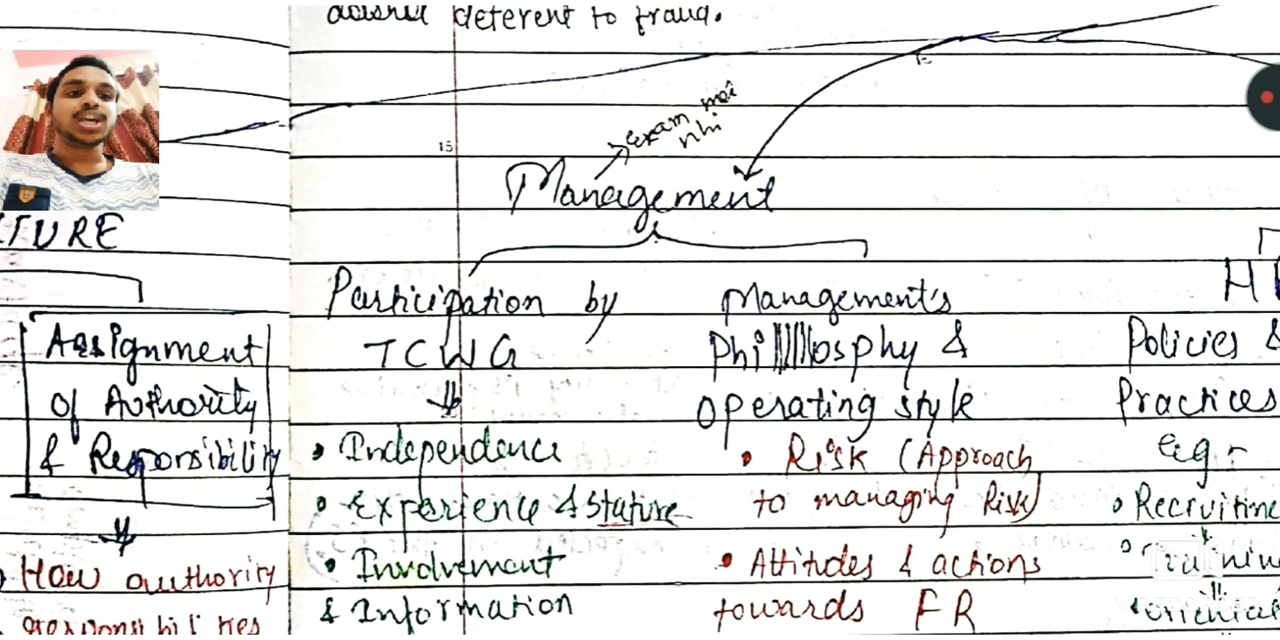 deterent to fraud.
15
exam mei
nhi
Management
TURE
Assignment
of Authority
& Responsibility
How authority
Participation by
TCWG
Independence
Experience & Stature
Involvement
& Information
Management's
Philosphy &
Operating style
Risk (Approach
to managing Risk)
Attitudes & actions
towards FR
H
Policies &
Practices
eg -